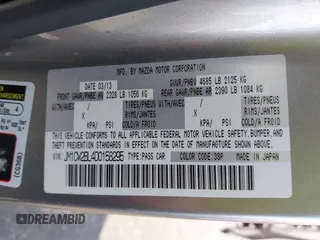 MFD. BY MAZDA MOTOR CORPORATION
DATE 03/13 GVWR/PNBV 4685 LB 2125 KG
FRONT GAWR/PNBE AV 2328 LB 1056 KG REAR GAWR/PNBE AR 2390 LB 1084 KG
WITH/AVEC TIRES/PNEUS WITH/AVEC TIRES/PNEUS
RIMS/JANTES RIMS/JANTES
KPA/ COLD/A FROID KPA/ COLD/A FROID
THIS VEHICLE CONFORMS TO ALL APPLICABLE FEDERAL MOTOR VEHICLE SAFETY, BUMPER, AND THEFT PREVENTION STANDARDS IN EFFECT ON THE DATE OF MANUFACTURE SHOWN ABOVE.
VIN: JM1CW2BL4D0156295 TYPE: PASS CAR
COLOR CODE: 38P MADE IN JAPAN
(CG36B3)
DREAMBID